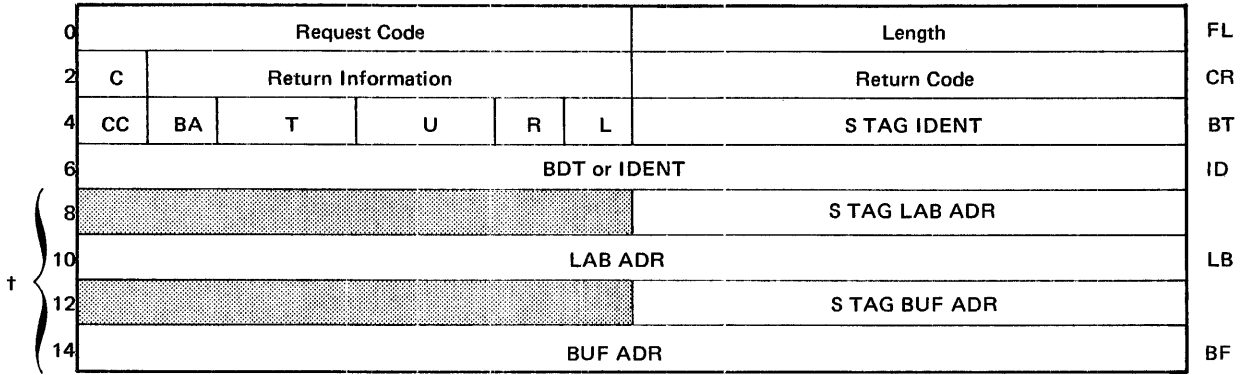 0 Request Code Length FL
2 C Return Information Return Code CR
4 CC BA T U R L S TAG IDENT BT
6 BDT or IDENT ID
8 S TAG LAB ADR
10 LAB ADR LB
†
12 S TAG BUF ADR
14 BUF ADR BF